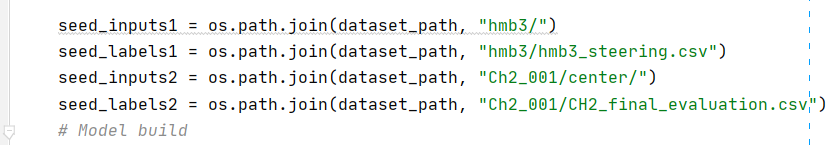 seed_inputs1 = os.path.join(dataset_path, "hmb3/")
seed_labels1 = os.path.join(dataset_path, "hmb3/hmb3_steering.csv")
seed_inputs2 = os.path.join(dataset_path, "Ch2_001/center/")
seed_labels2 = os.path.join(dataset_path, "Ch2_001/CH2_final_evaluation.csv")
# Model build